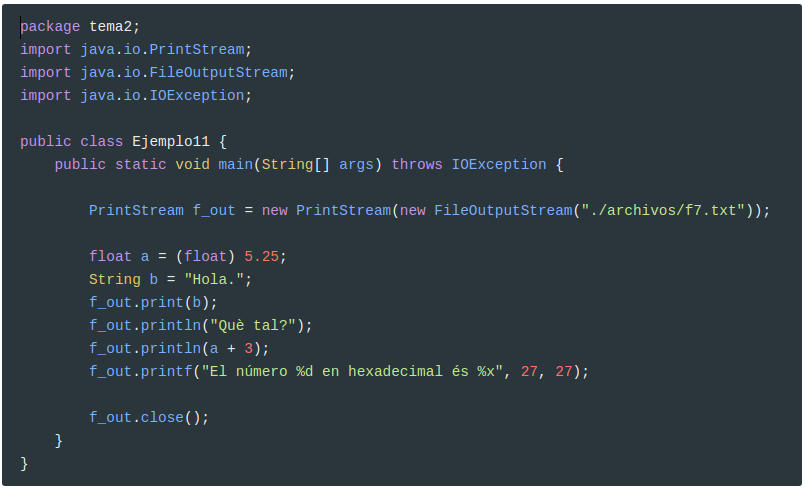 package tema2;
import java.io.PrintStream;
import java.io.FileOutputStream;
import java.io.IOException;

public class Ejemplo11 {
    public static void main(String[] args) throws IOException {

        PrintStream f_out = new PrintStream(new FileOutputStream("./archivos/f7.txt"));

        float a = (float) 5.25;
        String b = "Hola.";
        f_out.print(b);
        f_out.println("Què tal?");
        f_out.println(a + 3);
        f_out.printf("El número %d en hexadecimal és %x", 27, 27);

        f_out.close();
    }
}